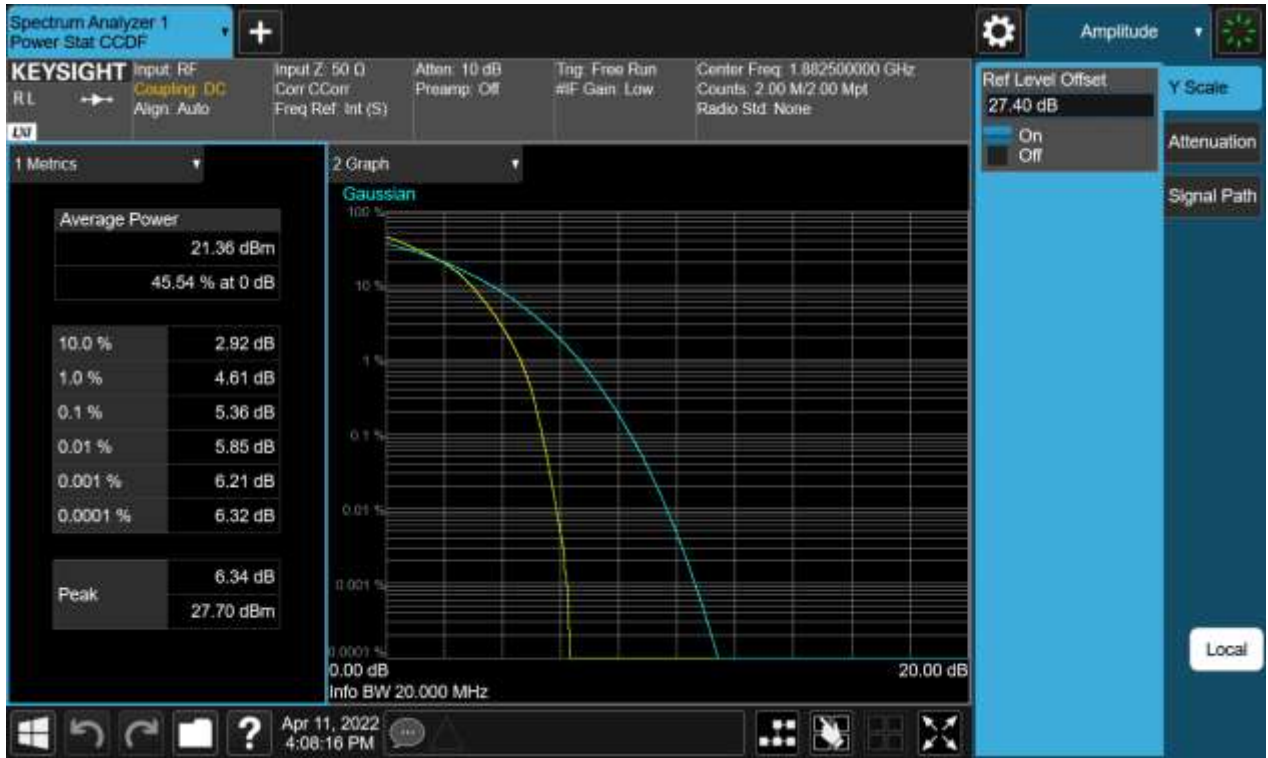 Spectrum Analyzer 1
Power Stat CCDF
+
Amplitude
KEYSIGHT
RL
LXI
Input: RF
Coupling: DC
Align: Auto
Input Z: 50 Ω
Corr CCorr
Freq Ref: Int (S)
Atten: 10 dB
Preamp: Off
Trig: Free Run
#IF Gain: Low
Center Freq: 1.882500000 GHz
Counts: 2.00 M/2.00 Mpt
Radio Std: None
Ref Level Offset
27.40 dB
On
Off
Y Scale
Attenuation
Signal Path
Local
1 Metrics
Average Power
21.36 dBm
45.54 % at 0 dB
10.0 % 2.92 dB
1.0 % 4.61 dB
0.1 % 5.36 dB
0.01 % 5.85 dB
0.001 % 6.21 dB
0.0001 % 6.32 dB
Peak
6.34 dB
27.70 dBm
2 Graph
Gaussian
100 %
10 %
1 %
0.1 %
0.01 %
0.001 %
0.0001 %
0.00 dB 20.00 dB
Info BW 20.000 MHz
?
Apr 11, 2022
4:08:16 PM